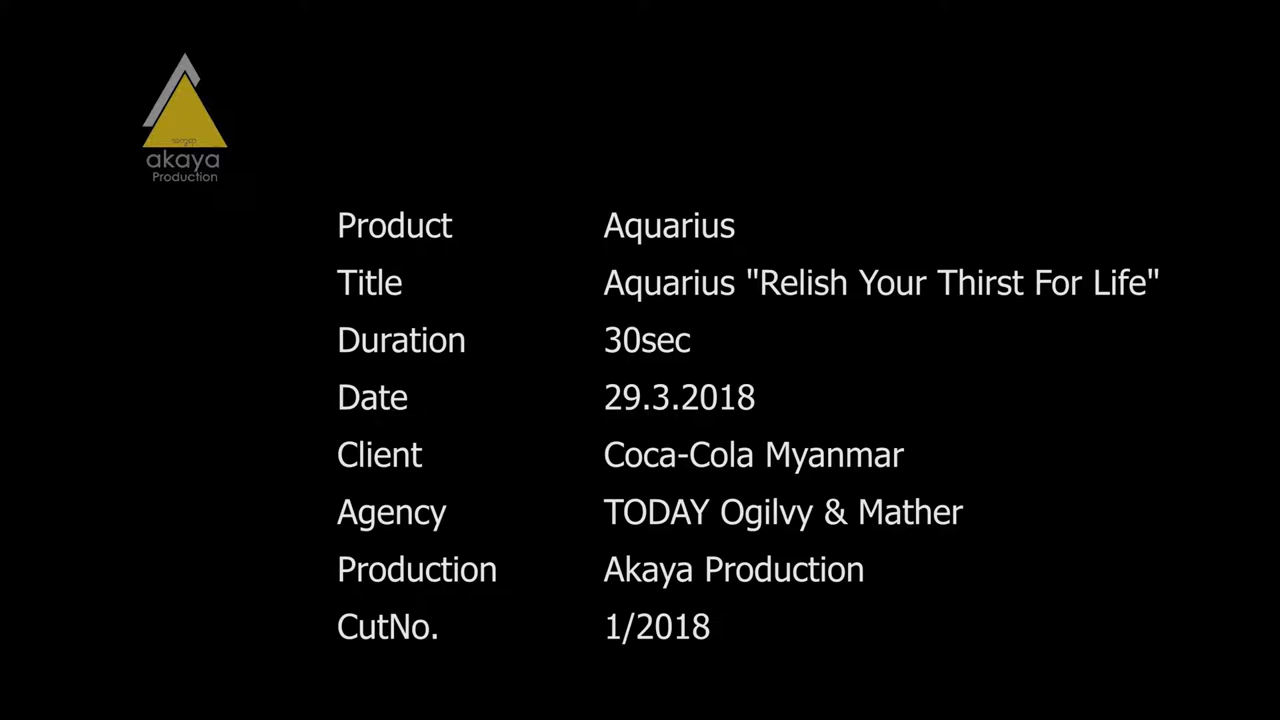 akaya
Production
Product Aquarius
Title Aquarius "Relish Your Thirst For Life"
Duration 30sec
Date 29.3.2018
Client Coca-Cola Myanmar
Agency TODAY Ogilvy & Mather
Production Akaya Production
CutNo. 1/2018